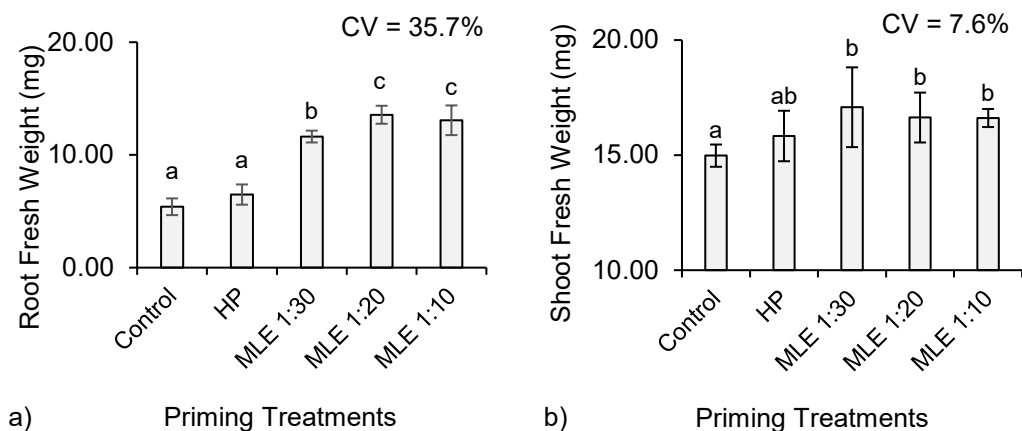 CV = 35.7%
Root Fresh Weight (mg)
20.00
10.00
0.00
a
a
b
c
c
Control
HP
MLE 1:30
MLE 1:20
MLE 1:10
a)
Priming Treatments
CV = 7.6%
Shoot Fresh Weight (mg)
20.00
15.00
10.00
a
ab
b
b
b
Control
HP
MLE 1:30
MLE 1:20
MLE 1:10
b)
Priming Treatments